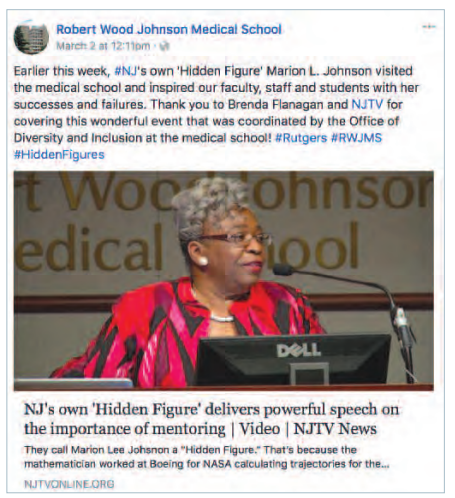 Robert Wood Johnson Medical School
March 2 at 12:11pm ·
Earlier this week, #NJ's own 'Hidden Figure' Marion L. Johnson visited
the medical school and inspired our faculty, staff and students with her
successes and failures. Thank you to Brenda Flanagan and NJTV for
covering this wonderful event that was coordinated by the Office of
Diversity and Inclusion at the medical school! #Rutgers #RWJMS
#HiddenFigures
t Woo ohnson
edical ool
DELL
NJ's own 'Hidden Figure' delivers powerful speech on
the importance of mentoring | Video | NJTV News
They call Marion Lee Johsnon a "Hidden Figure." That's because the
mathematician worked at Boeing for NASA calculating trajectories for the...
NJTVONLINE.ORG